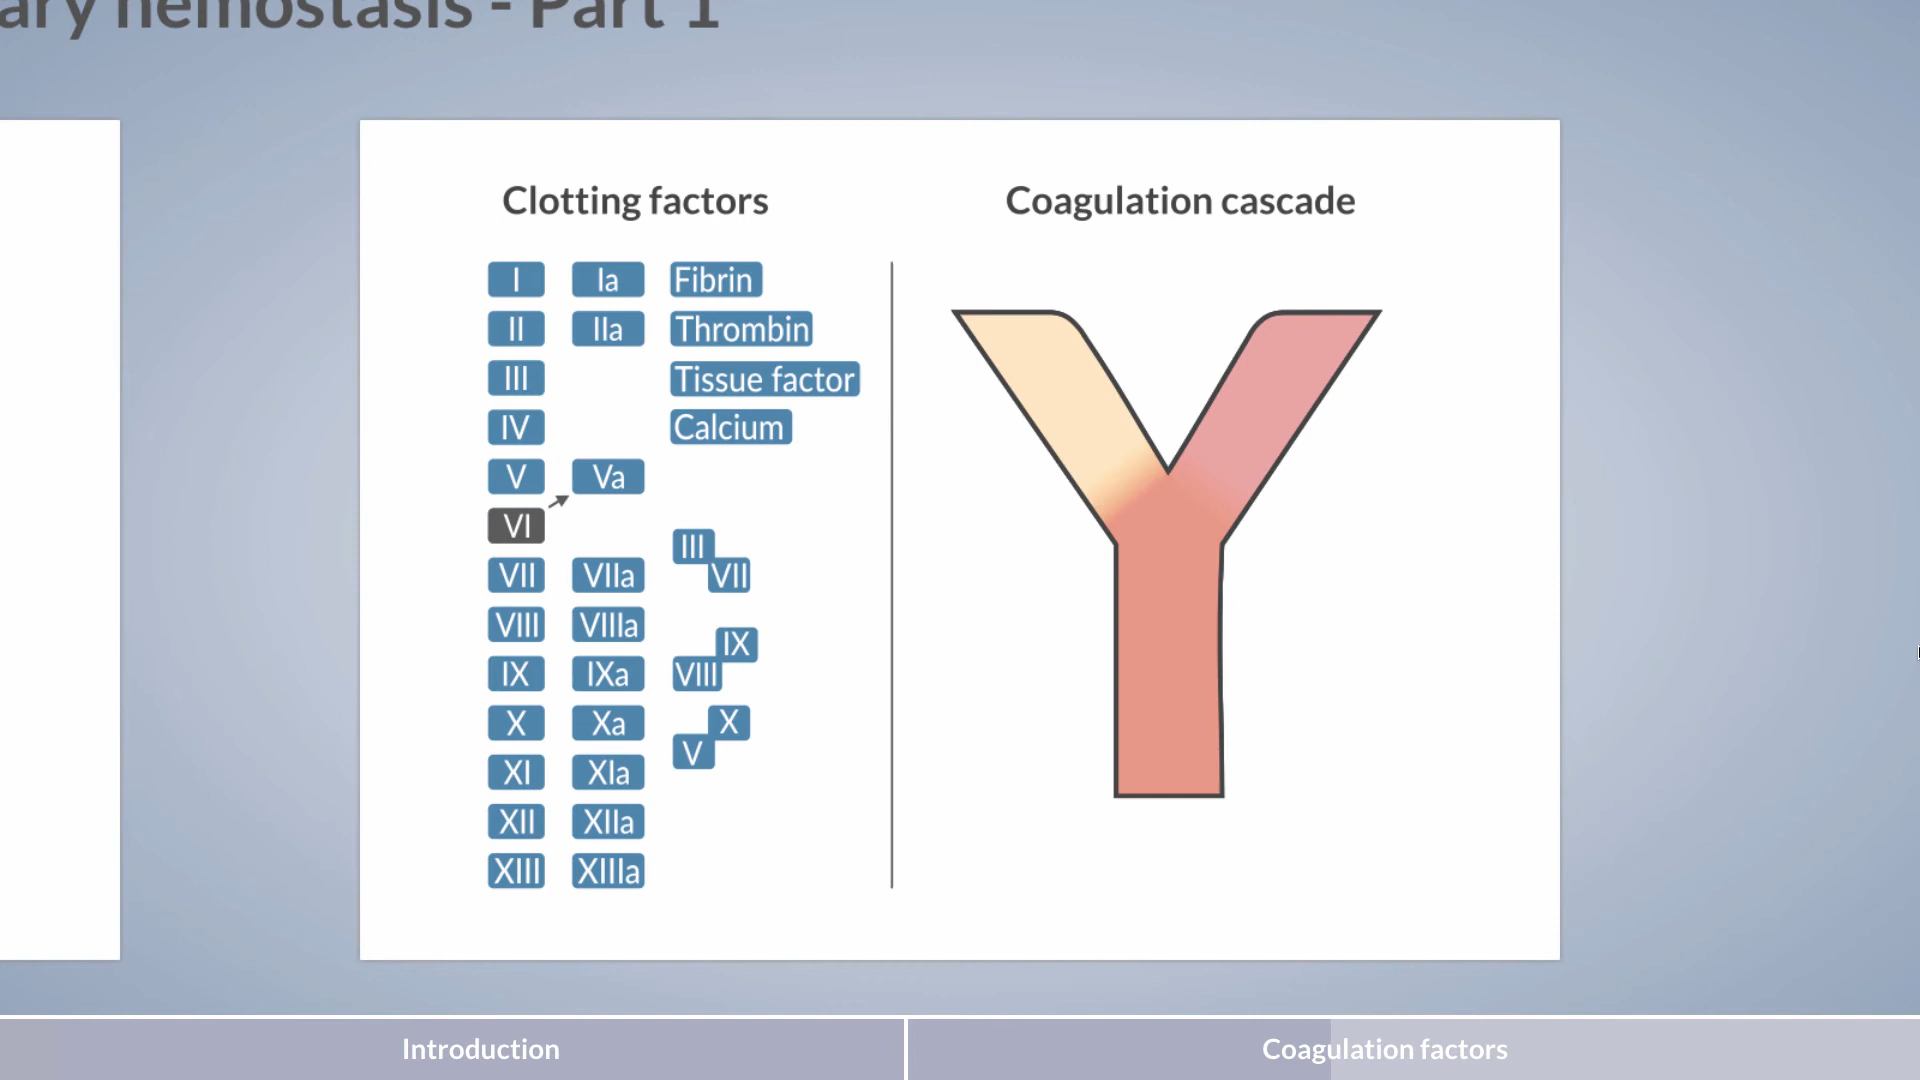 ary hemostasis - Part 1
Clotting factors
Coagulation cascade
I Ia Fibrin
II IIa Thrombin
III Tissue factor
IV Calcium
V Va
VI
III
VII VIIa VII
VIII VIIIa
IX
IX IXa VIII
X Xa X
V
XI XIa
XII XIIa
XIII XIIIa
Introduction
Coagulation factors